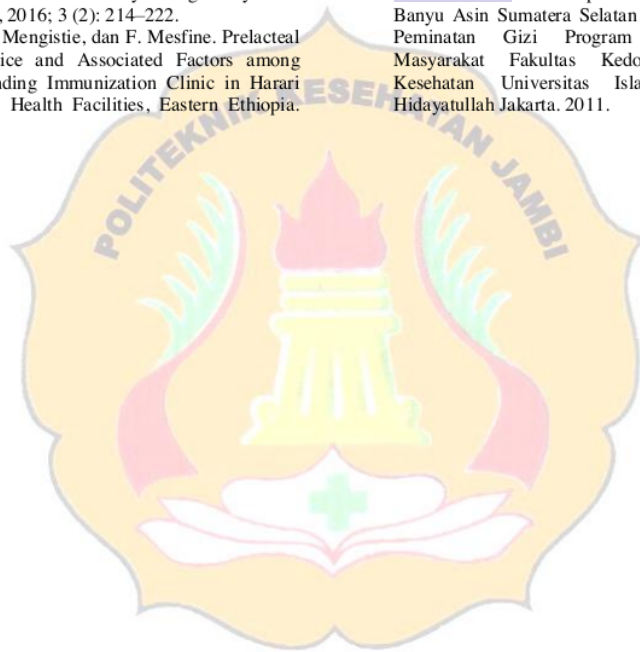 , 2016; 3 (2): 214–222.
Mengistie, dan F. Mesfine. Prelacteal
ice and Associated Factors among
ding Immunization Clinic in Harari
Health Facilities, Eastern Ethiopia.
Banyu Asin Sumatera Selatan
Peminatan Gizi Program
Masyarakat Fakultas Kedo
Kesehatan Universitas Isla
Hidayatullah Jakarta. 2011.
POLITEKNIK KESEHATAN JAMBI